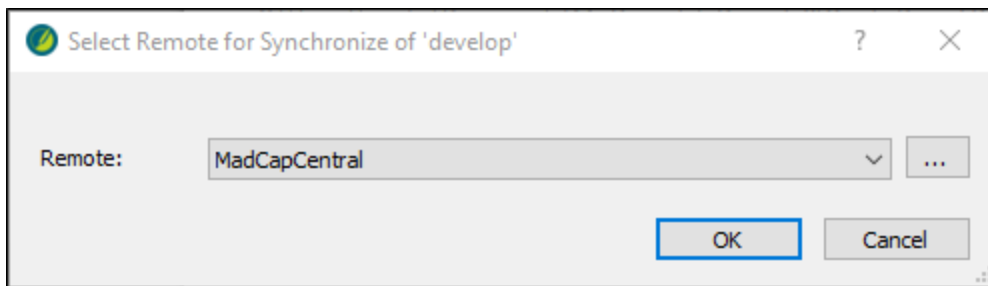 Select Remote for Synchronize of 'develop' ?
Remote: MadCapCentral ...
OK Cancel